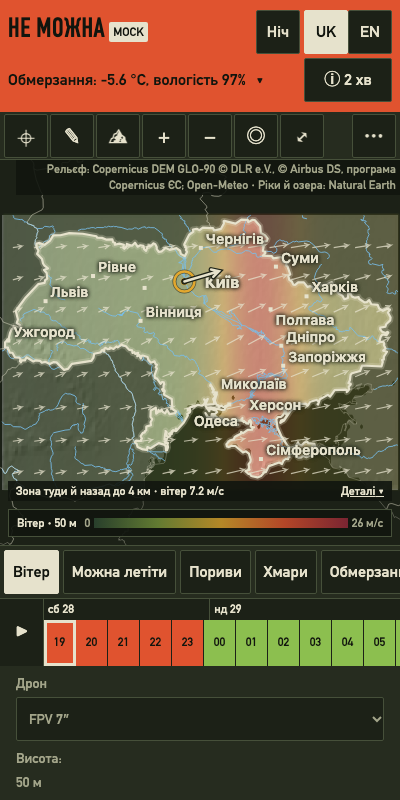 НЕ МОЖНА МОСК
Ніч UK EN
Обмерзання: -5.6 °C, вологість 97% ▾
ⓘ 2 хв
Рельєф: Copernicus DEM GLO-90 © DLR e.V., © Airbus DS, програма
Copernicus ЄС; Open-Meteo · Ріки й озера: Natural Earth
Чернігів
Суми
Рівне
Київ
Харків
Львів
Вінниця
Полтава
Ужгород
Дніпро
Запоріжжя
Миколаїв
Херсон
Одеса
Сімферополь
Зона туди й назад до 4 км · вітер 7.2 м/с
Деталі ▾
Вітер · 50 м 0 26 м/с
Вітер Можна летіти Пориви Хмари Обмерзан
сб 28 нд 29
19 20 21 22 23 00 01 02 03 04 05
Дрон
FPV 7″
Висота:
50 м